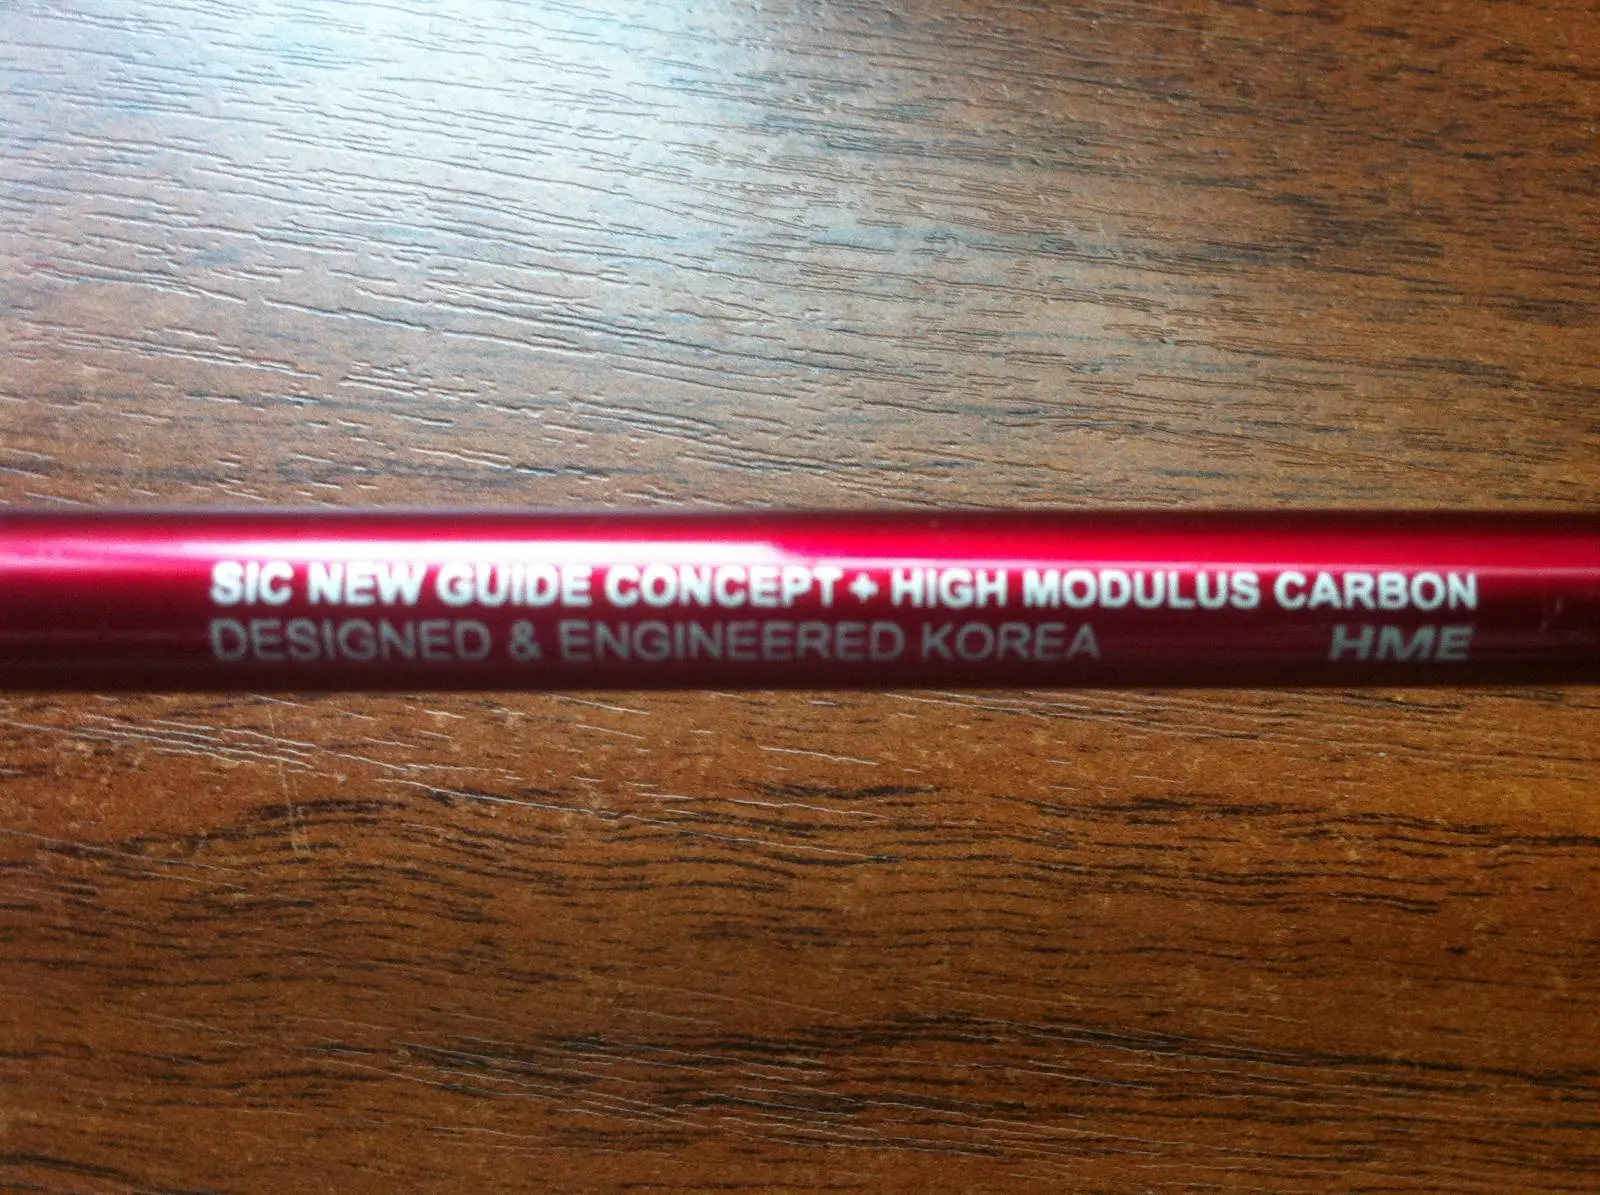 SIC NEW GUIDE CONCEPT + HIGH MODULUS CARBON
DESIGNED & ENGINEERED KOREA HME